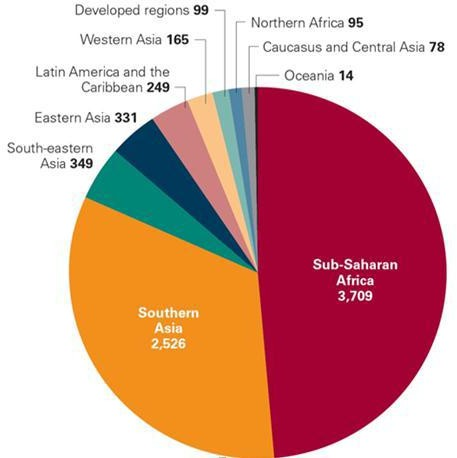 Developed regions 99
Northern Africa 95
Western Asia 165
Caucasus and Central Asia 78
Latin America and the
Caribbean 249
Oceania 14
Eastern Asia 331
South-eastern
Asia 349
Sub-Saharan
Africa
3,709
Southern
Asia
2,526